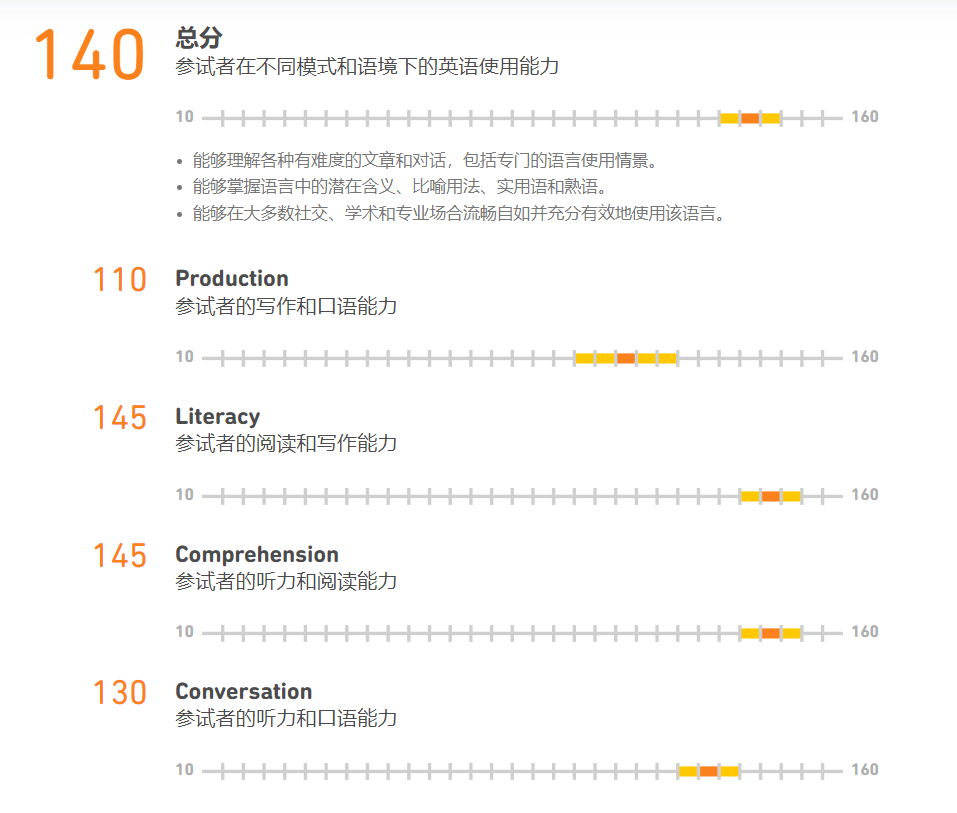 140 总分
参试者在不同模式和语境下的英语使用能力
10 160
• 能够理解各种有难度的文章和对话，包括专门的语言使用情景。
• 能够掌握语言中的潜在含义、比喻用法、实用语和熟语。
• 能够在大多数社交、学术和专业场合流畅自如并充分有效地使用该语言。
110 Production
参试者的写作和口语能力
10 160
145 Literacy
参试者的阅读和写作能力
10 160
145 Comprehension
参试者的听力和阅读能力
10 160
130 Conversation
参试者的听力和口语能力
10 160